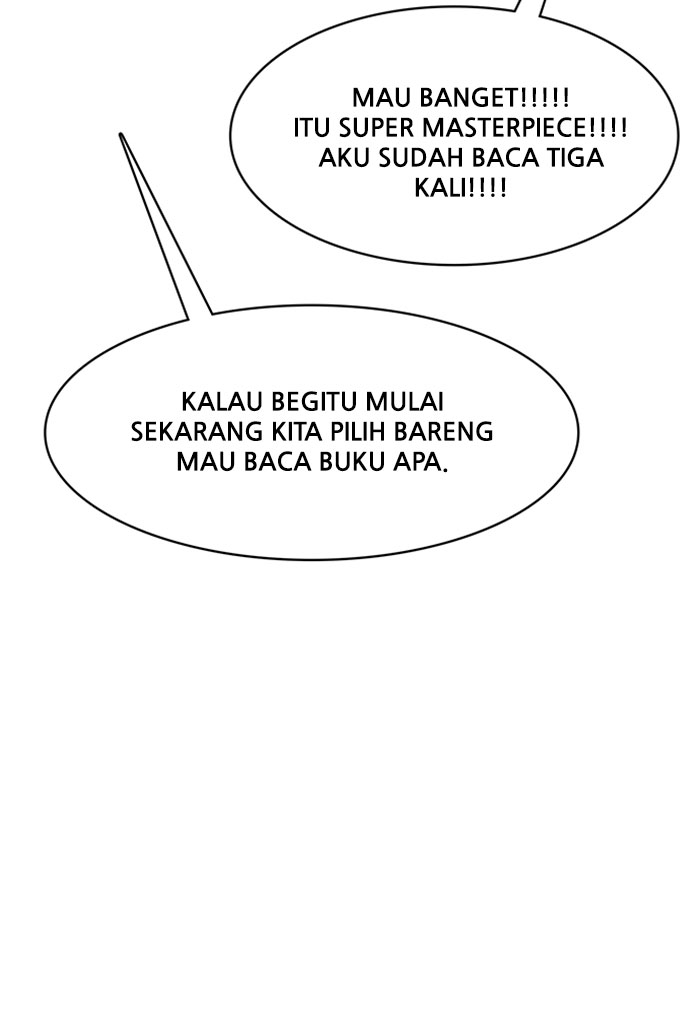 MAU BANGET!!!!!
ITU SUPER MASTERPIECE!!!!
AKU SUDAH BACA TIGA
KALI!!!!
KALAU BEGITU MULAI
SEKARANG KITA PILIH BARENG
MAU BACA BUKU APA.